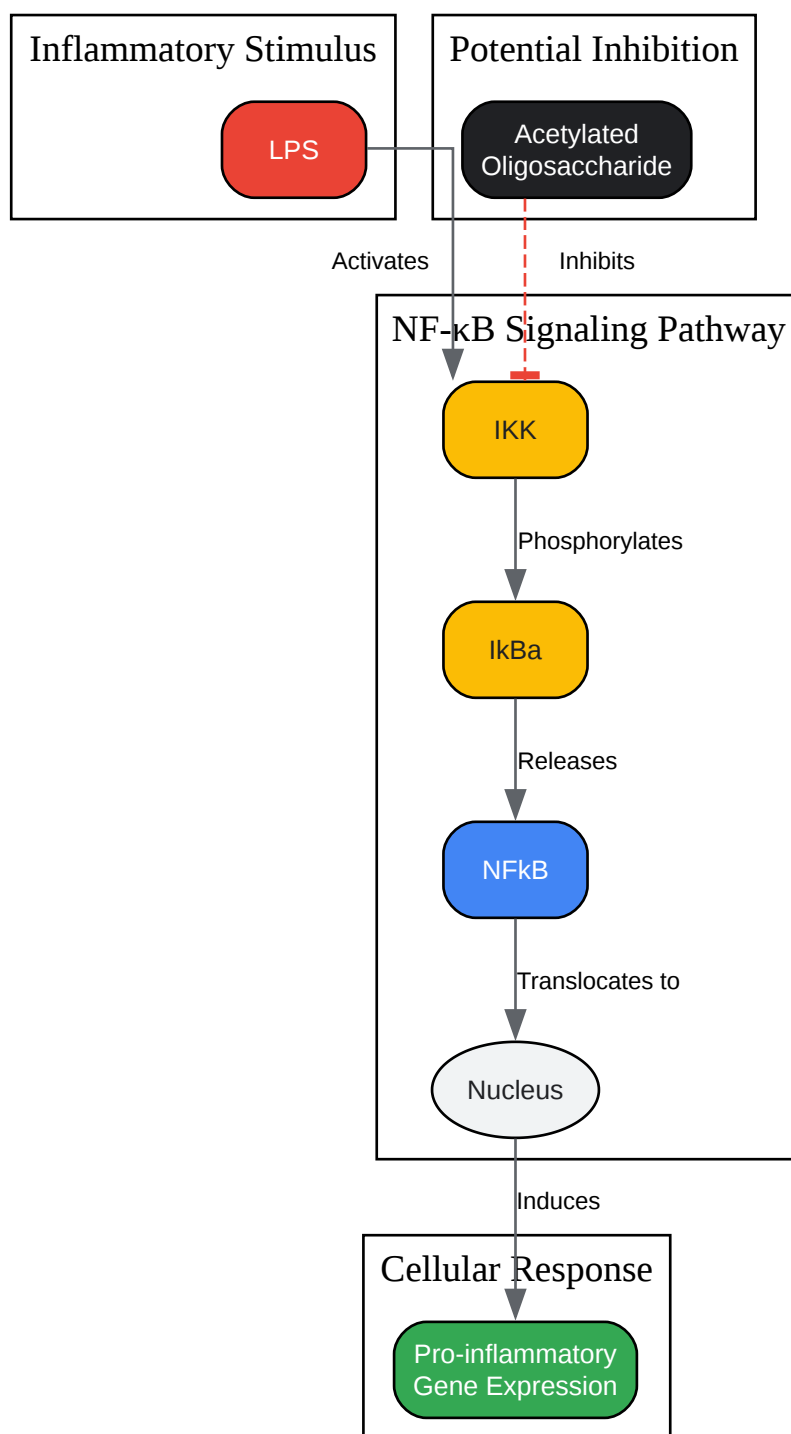 Inflammatory Stimulus
Potential Inhibition
LPS
Acetylated
Oligosaccharide
Activates
Inhibits
NF-κB Signaling Pathway
IKK
Phosphorylates
IkBa
Releases
NFkB
Translocates to
Nucleus
Induces
Cellular Response
Pro-inflammatory
Gene Expression